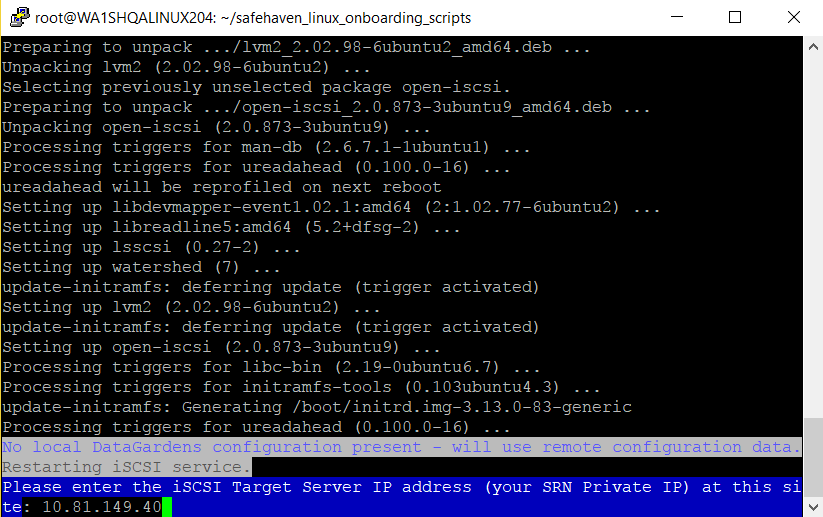 root@WA1SHQALINUX204: ~/safehaven_linux_onboarding_scripts
Preparing to unpack .../lvm2_2.02.98-6ubuntu2_amd64.deb ...
Unpacking lvm2 (2.02.98-6ubuntu2) ...
Selecting previously unselected package open-iscsi.
Preparing to unpack .../open-iscsi_2.0.873-3ubuntu9_amd64.deb ...
Unpacking open-iscsi (2.0.873-3ubuntu9) ...
Processing triggers for man-db (2.6.7.1-1ubuntu1) ...
Processing triggers for ureadahead (0.100.0-16) ...
ureadahead will be reprofiled on next reboot
Setting up libdevmapper-event1.02.1:amd64 (2:1.02.77-6ubuntu2) ...
Setting up libreadline5:amd64 (5.2+dfsg-2) ...
Setting up lsscsi (0.27-2) ...
Setting up watershed (7) ...
update-initramfs: deferring update (trigger activated)
Setting up lvm2 (2.02.98-6ubuntu2) ...
update-initramfs: deferring update (trigger activated)
Setting up open-iscsi (2.0.873-3ubuntu9) ...
Processing triggers for libc-bin (2.19-0ubuntu6.7) ...
Processing triggers for initramfs-tools (0.103ubuntu4.3) ...
update-initramfs: Generating /boot/initrd.img-3.13.0-83-generic
Processing triggers for ureadahead (0.100.0-16) ...
No local DataGardens configuration present - will use remote configuration data.
Restarting iSCSI service.
Please enter the iSCSI Target Server IP address (your SRN Private IP) at this si
te: 10.81.149.40